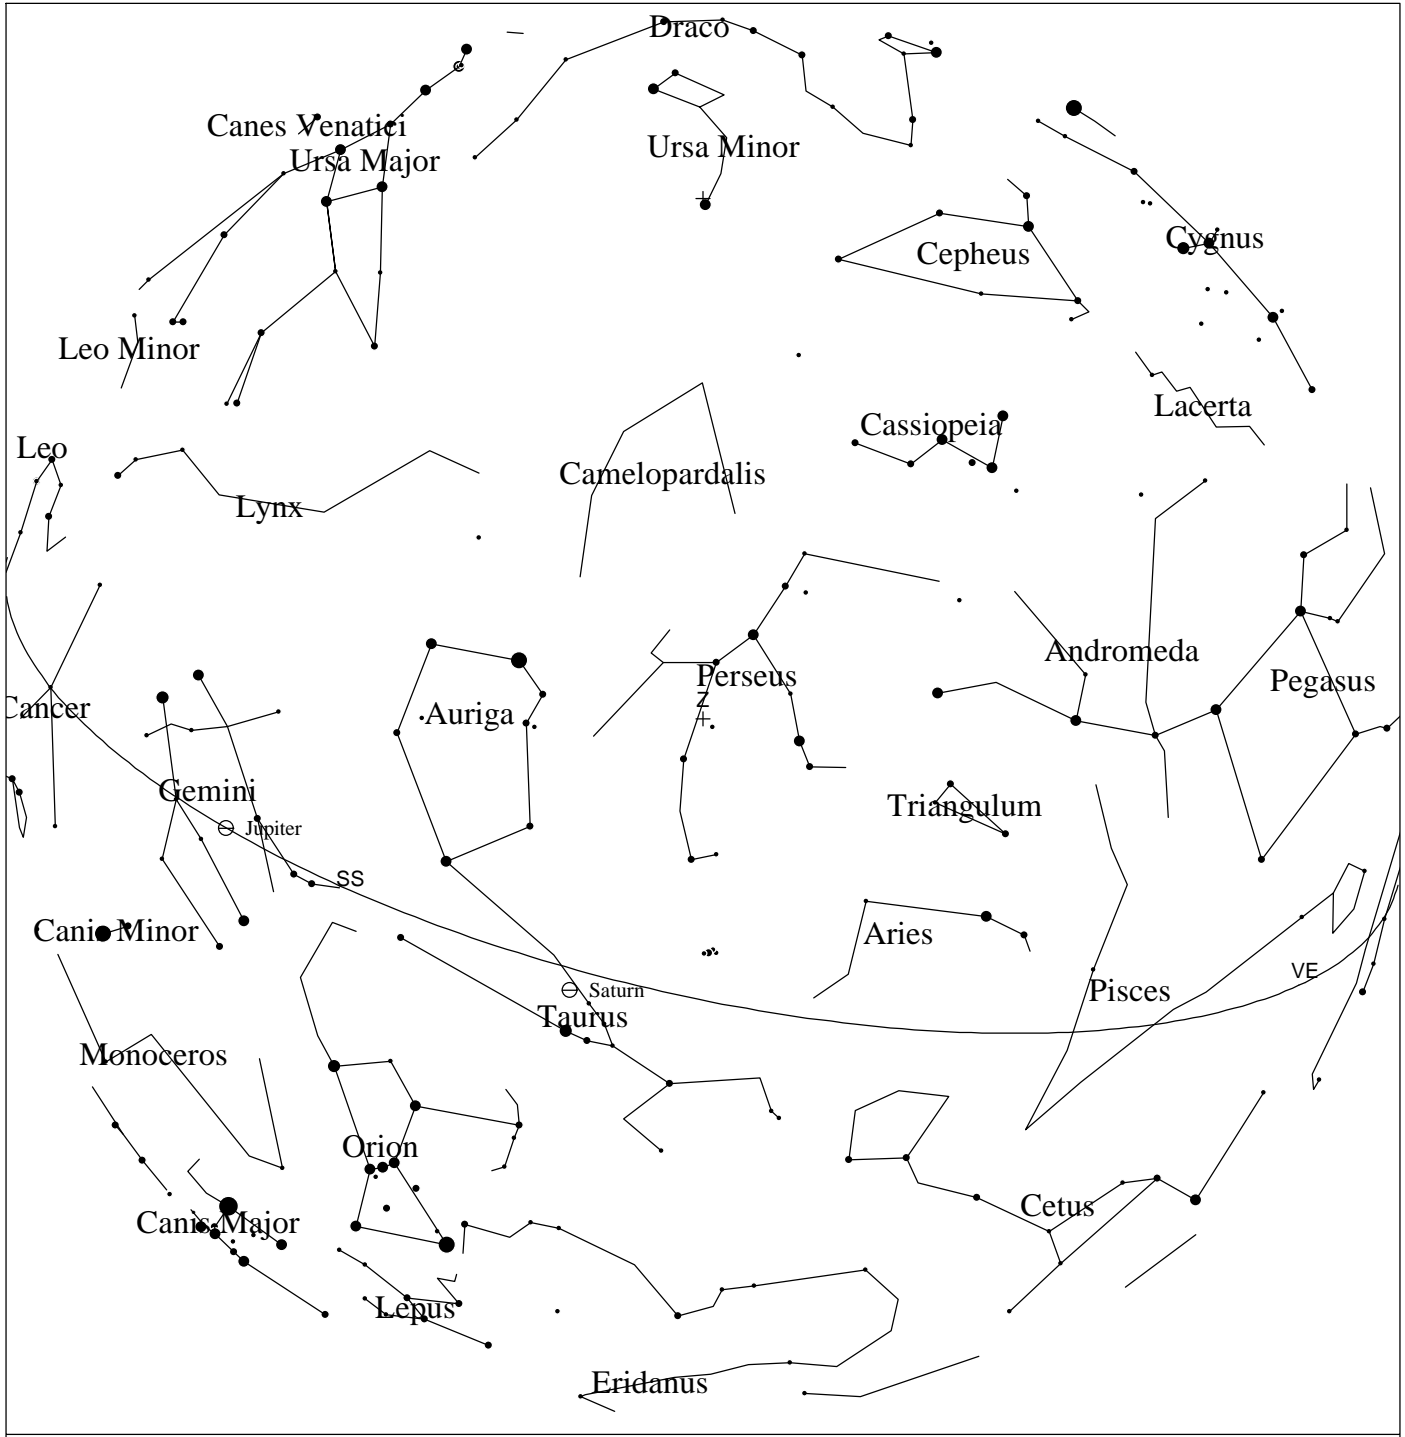 Draco
Canes Venatici
Ursa Major
Ursa Minor
Cygnus
Cepheus
Leo Minor
Lacerta
Cassiopeia
Leo
Camelopardalis
Lynx
Andromeda
Perseus
Pegasus
Z
Cancer
Auriga
Gemini
Triangulum
Jupiter
SS
Canis Minor
Aries
VE
Saturn
Pisces
Taurus
Monoceros
Orion
Cetus
Canis Major
Lepus
Eridanus